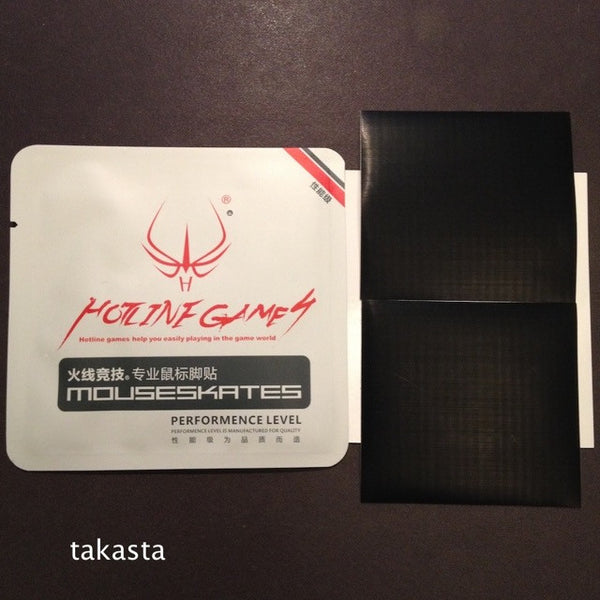 性能级
®
H
HOTLINE GAMES
Hotline games help you easily playing in the game world
火线竞技®专业鼠标脚贴
MOUSESKATES
PERFORMENCE LEVEL
PERFORMENCE LEVEL IS MANUFACTURED FOR QUALITY
性能吸为品质而造
takasta